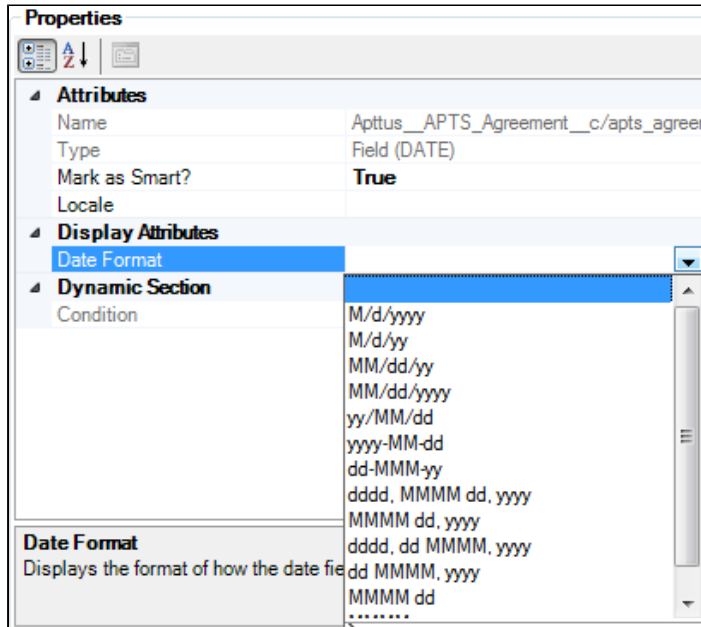 Properties
Attributes
Name Apttus__APTS_Agreement__c/apts_agreer
Type Field (DATE)
Mark as Smart? True
Locale
Display Attributes
Date Format
Dynamic Section
Condition
M/d/yyyy
M/d/yy
MM/dd/yy
MM/dd/yyyy
yy/MM/dd
yyyy-MM-dd
dd-MMM-yy
dddd, MMMM dd, yyyy
MMMM dd, yyyy
dddd, dd MMMM, yyyy
dd MMMM, yyyy
MMMM dd
Date Format
Displays the format of how the date fie